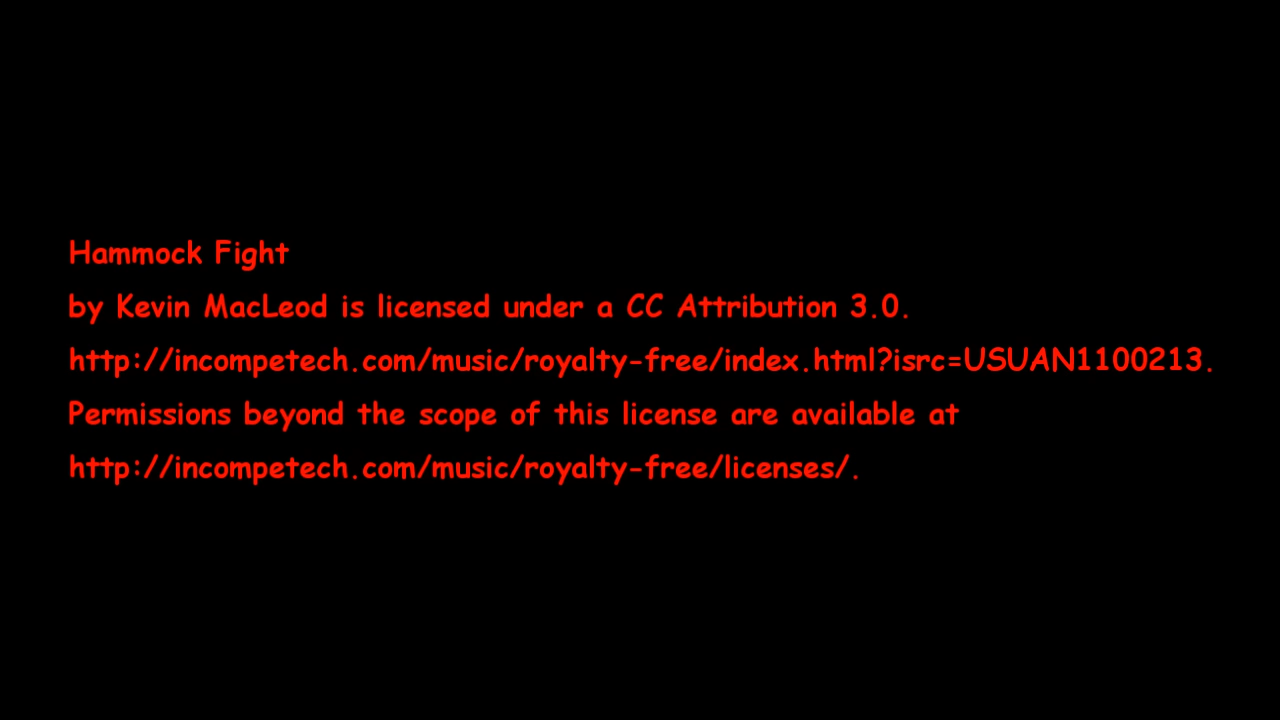 Hammock Fight
by Kevin MacLeod is licensed under a CC Attribution 3.0.
http://incompetech.com/music/royalty-free/index.html?isrc=USUAN1100213.
Permissions beyond the scope of this license are available at
http://incompetech.com/music/royalty-free/licenses/.